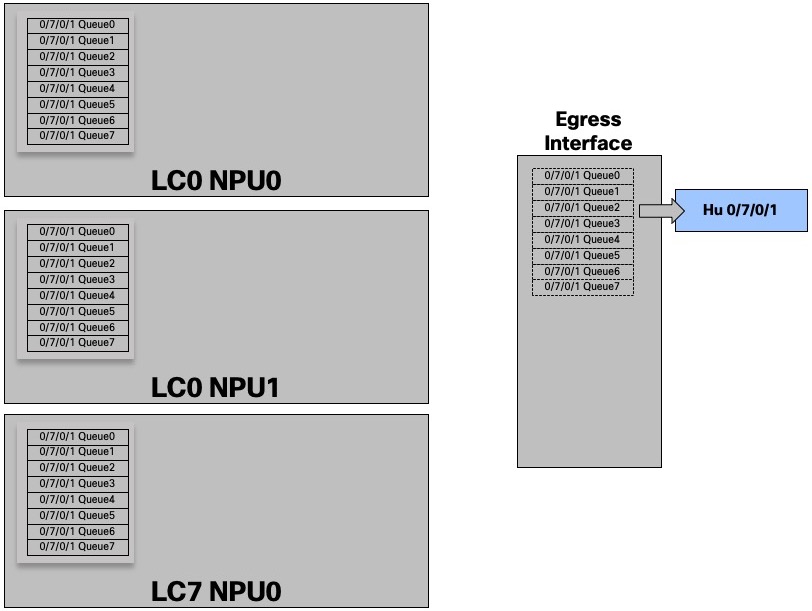 0/7/0/1 Queue0
0/7/0/1 Queue1
0/7/0/1 Queue2
0/7/0/1 Queue3
0/7/0/1 Queue4
0/7/0/1 Queue5
0/7/0/1 Queue6
0/7/0/1 Queue7
LC0 NPU0
0/7/0/1 Queue0
0/7/0/1 Queue1
0/7/0/1 Queue2
0/7/0/1 Queue3
0/7/0/1 Queue4
0/7/0/1 Queue5
0/7/0/1 Queue6
0/7/0/1 Queue7
LC0 NPU1
0/7/0/1 Queue0
0/7/0/1 Queue1
0/7/0/1 Queue2
0/7/0/1 Queue3
0/7/0/1 Queue4
0/7/0/1 Queue5
0/7/0/1 Queue6
0/7/0/1 Queue7
LC7 NPU0
Egress
Interface
0/7/0/1 Queue0
0/7/0/1 Queue1
0/7/0/1 Queue2
0/7/0/1 Queue3
0/7/0/1 Queue4
0/7/0/1 Queue5
0/7/0/1 Queue6
0/7/0/1 Queue7
Hu 0/7/0/1